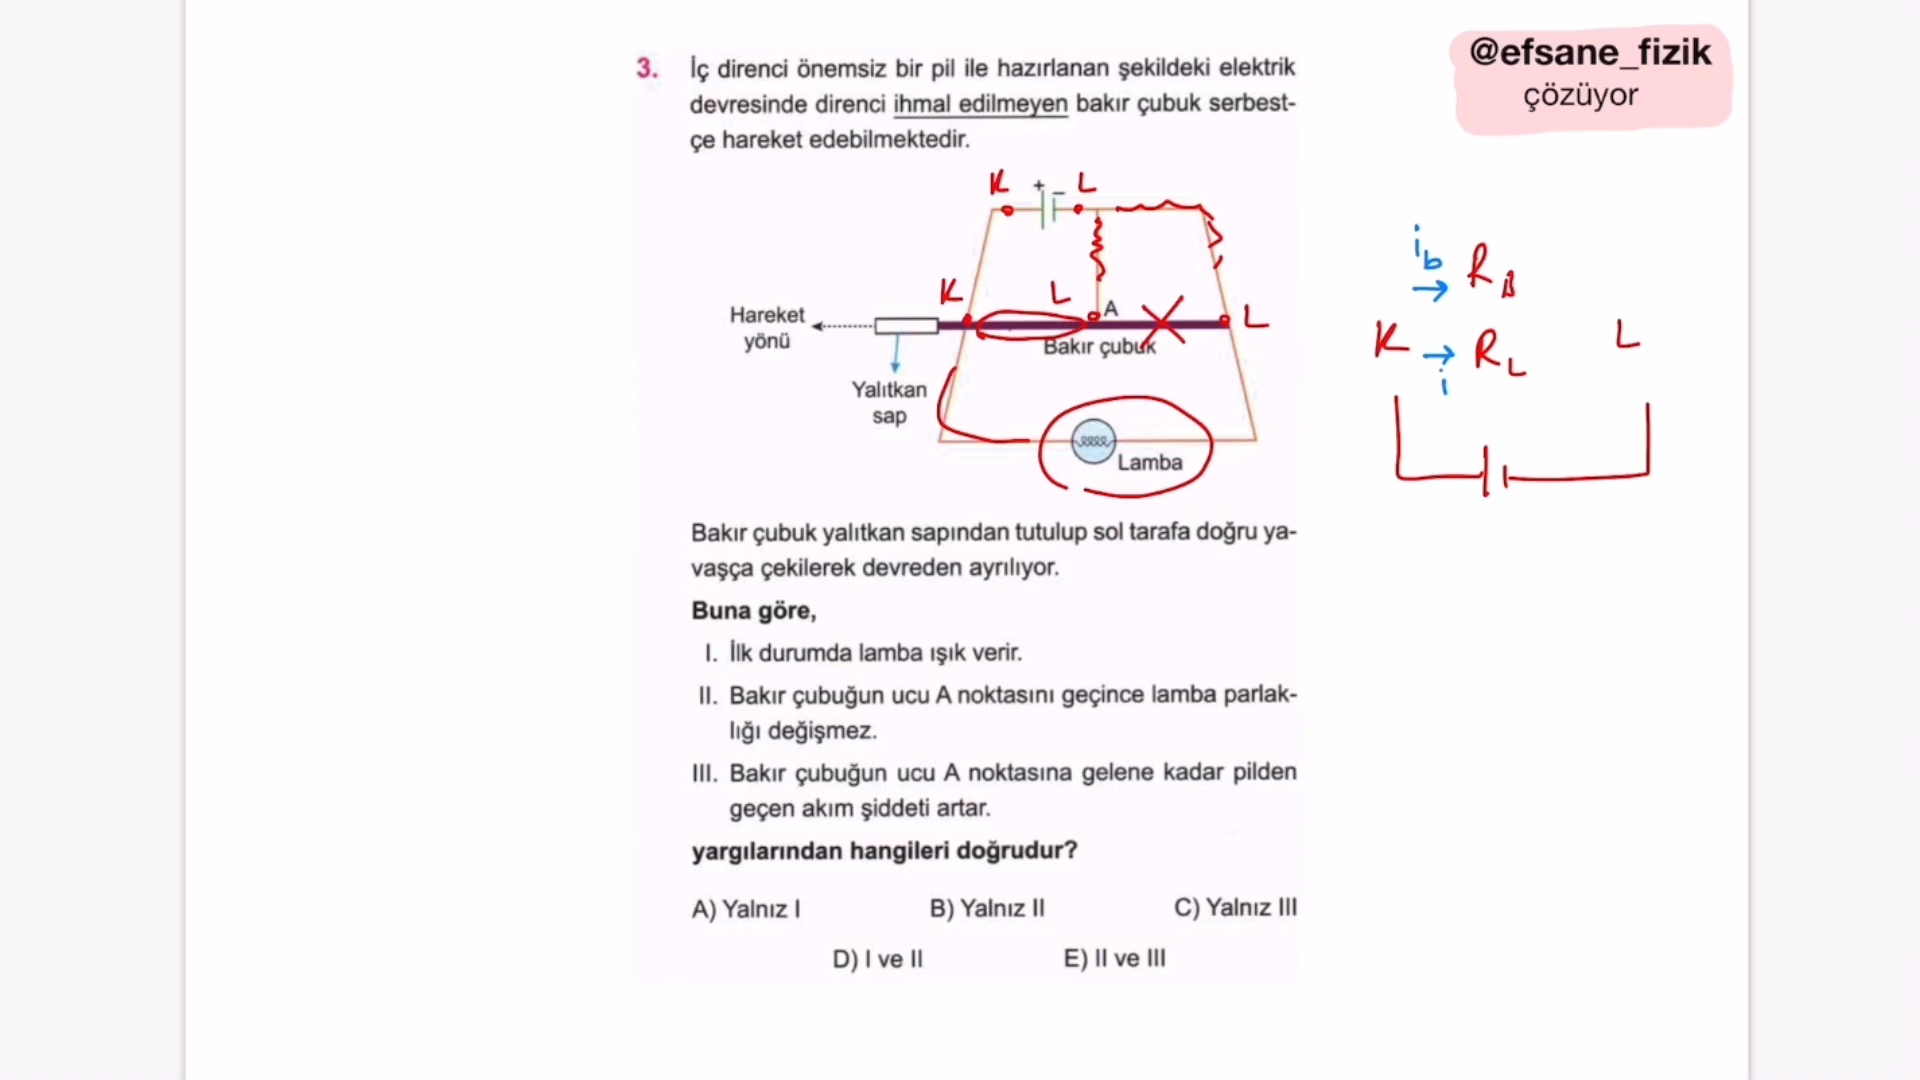 @efsane_fizik
çözüyor
3. İç direnci önemsiz bir pil ile hazırlanan şekildeki elektrik
devresinde direnci ihmal edilmeyen bakır çubuk serbest-
çe hareket edebilmektedir.
K + − L
K L A L
Hareket
yönü
Bakır çubuk
Yalıtkan
sap
Lamba
i_b
R_B
K R_L L
i
Bakır çubuk yalıtkan sapından tutulup sol tarafa doğru ya-
vaşça çekilerek devreden ayrılıyor.
Buna göre,
I. İlk durumda lamba ışık verir.
II. Bakır çubuğun ucu A noktasını geçince lamba parlak-
lığı değişmez.
III. Bakır çubuğun ucu A noktasına gelene kadar pilden
geçen akım şiddeti artar.
yargılarından hangileri doğrudur?
A) Yalnız I B) Yalnız II C) Yalnız III
D) I ve II E) II ve III